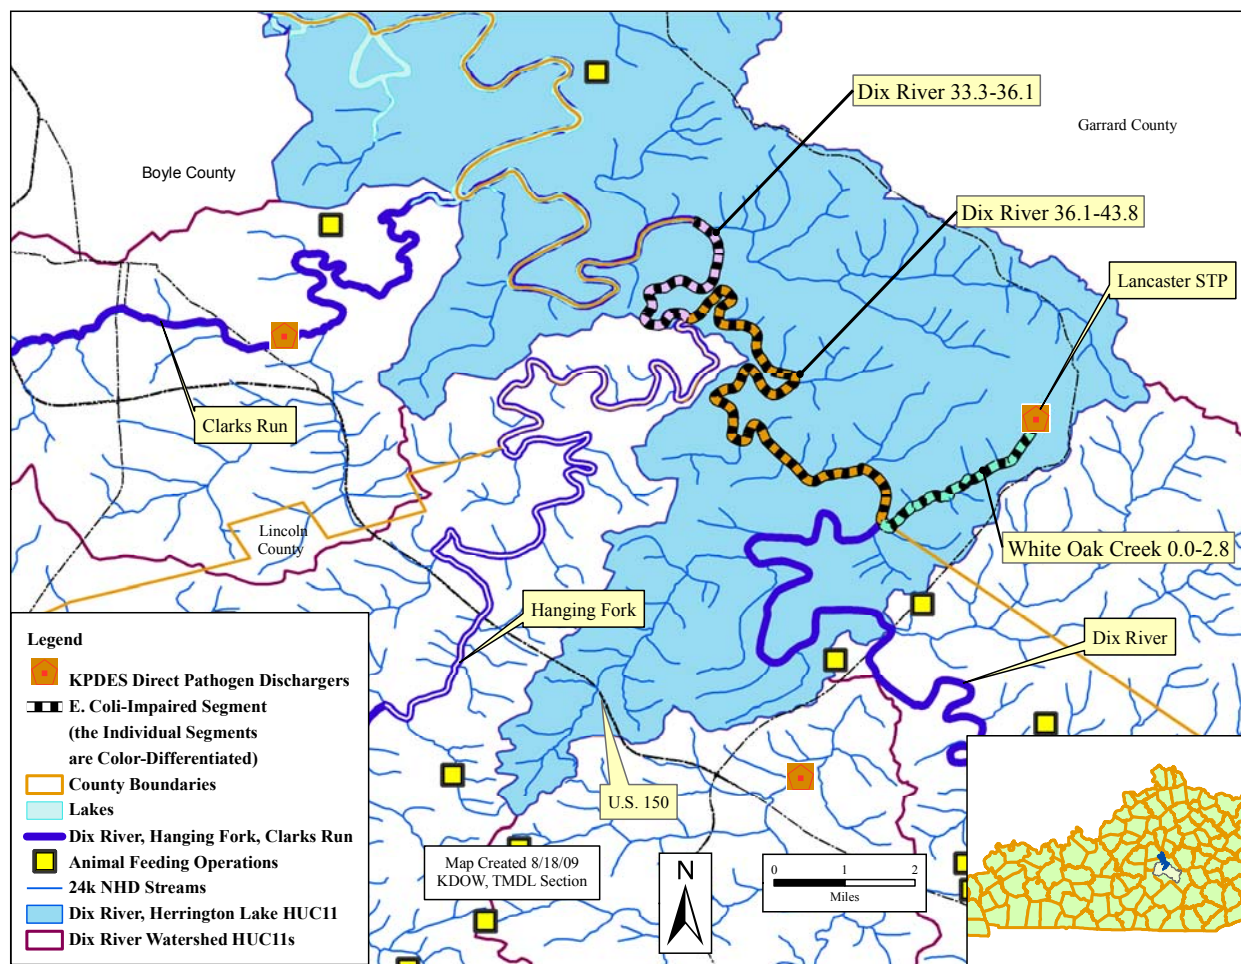 Dix River 33.3-36.1
Garrard County
Boyle County
Dix River 36.1-43.8
Lancaster STP
Clarks Run
Lincoln
County
White Oak Creek 0.0-2.8
Hanging Fork
Dix River
U.S. 150
Legend
KPDES Direct Pathogen Dischargers
E. Coli-Impaired Segment
(the Individual Segments
are Color-Differentiated)
County Boundaries
Lakes
Dix River, Hanging Fork, Clarks Run
Animal Feeding Operations
24k NHD Streams
Dix River, Herrington Lake HUC11
Dix River Watershed HUC11s
Map Created 8/18/09
KDOW, TMDL Section
N
0 1 2
Miles